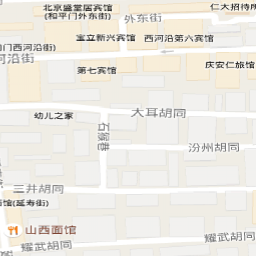 北京盛堂居宾馆
(和平门外东街)
外东街
仁大招待所
宝立新兴宾馆
西河沿第六宾
门西河沿街)
河沿街
第七宾馆
庆安仁旅馆
幼儿之家
大耳胡同
汾州胡同
三井胡同
馆(延寿街)
山西面馆
耀武胡同
耀武胡同